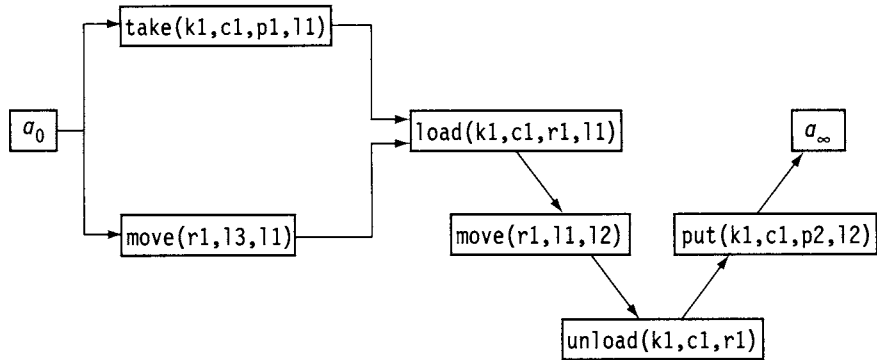 take(k1,c1,p1,l1)
a0
load(k1,c1,r1,l1)
a∞
move(r1,l3,l1)
move(r1,l1,l2)
put(k1,c1,p2,l2)
unload(k1,c1,r1)